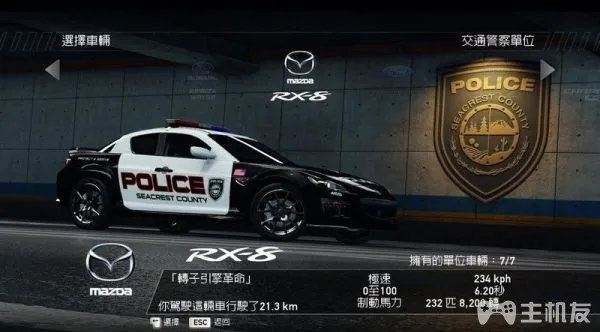 選擇車輛
交通警察單位
SUBARU
mazda
RX-8
POLICE
SEACREST COUNTY
PROTECT & SERVE
POLICE
SEACREST COUNTY
RX-8
擁有的單位車輛：7/7
mazda
「轉子引擎革命」
極速 234 kph
0至100 6.20秒
你駕駛這輛車行駛了21.3 km
制動馬力 232 匹 8,200 轉
選擇 ESC 返回
主机友